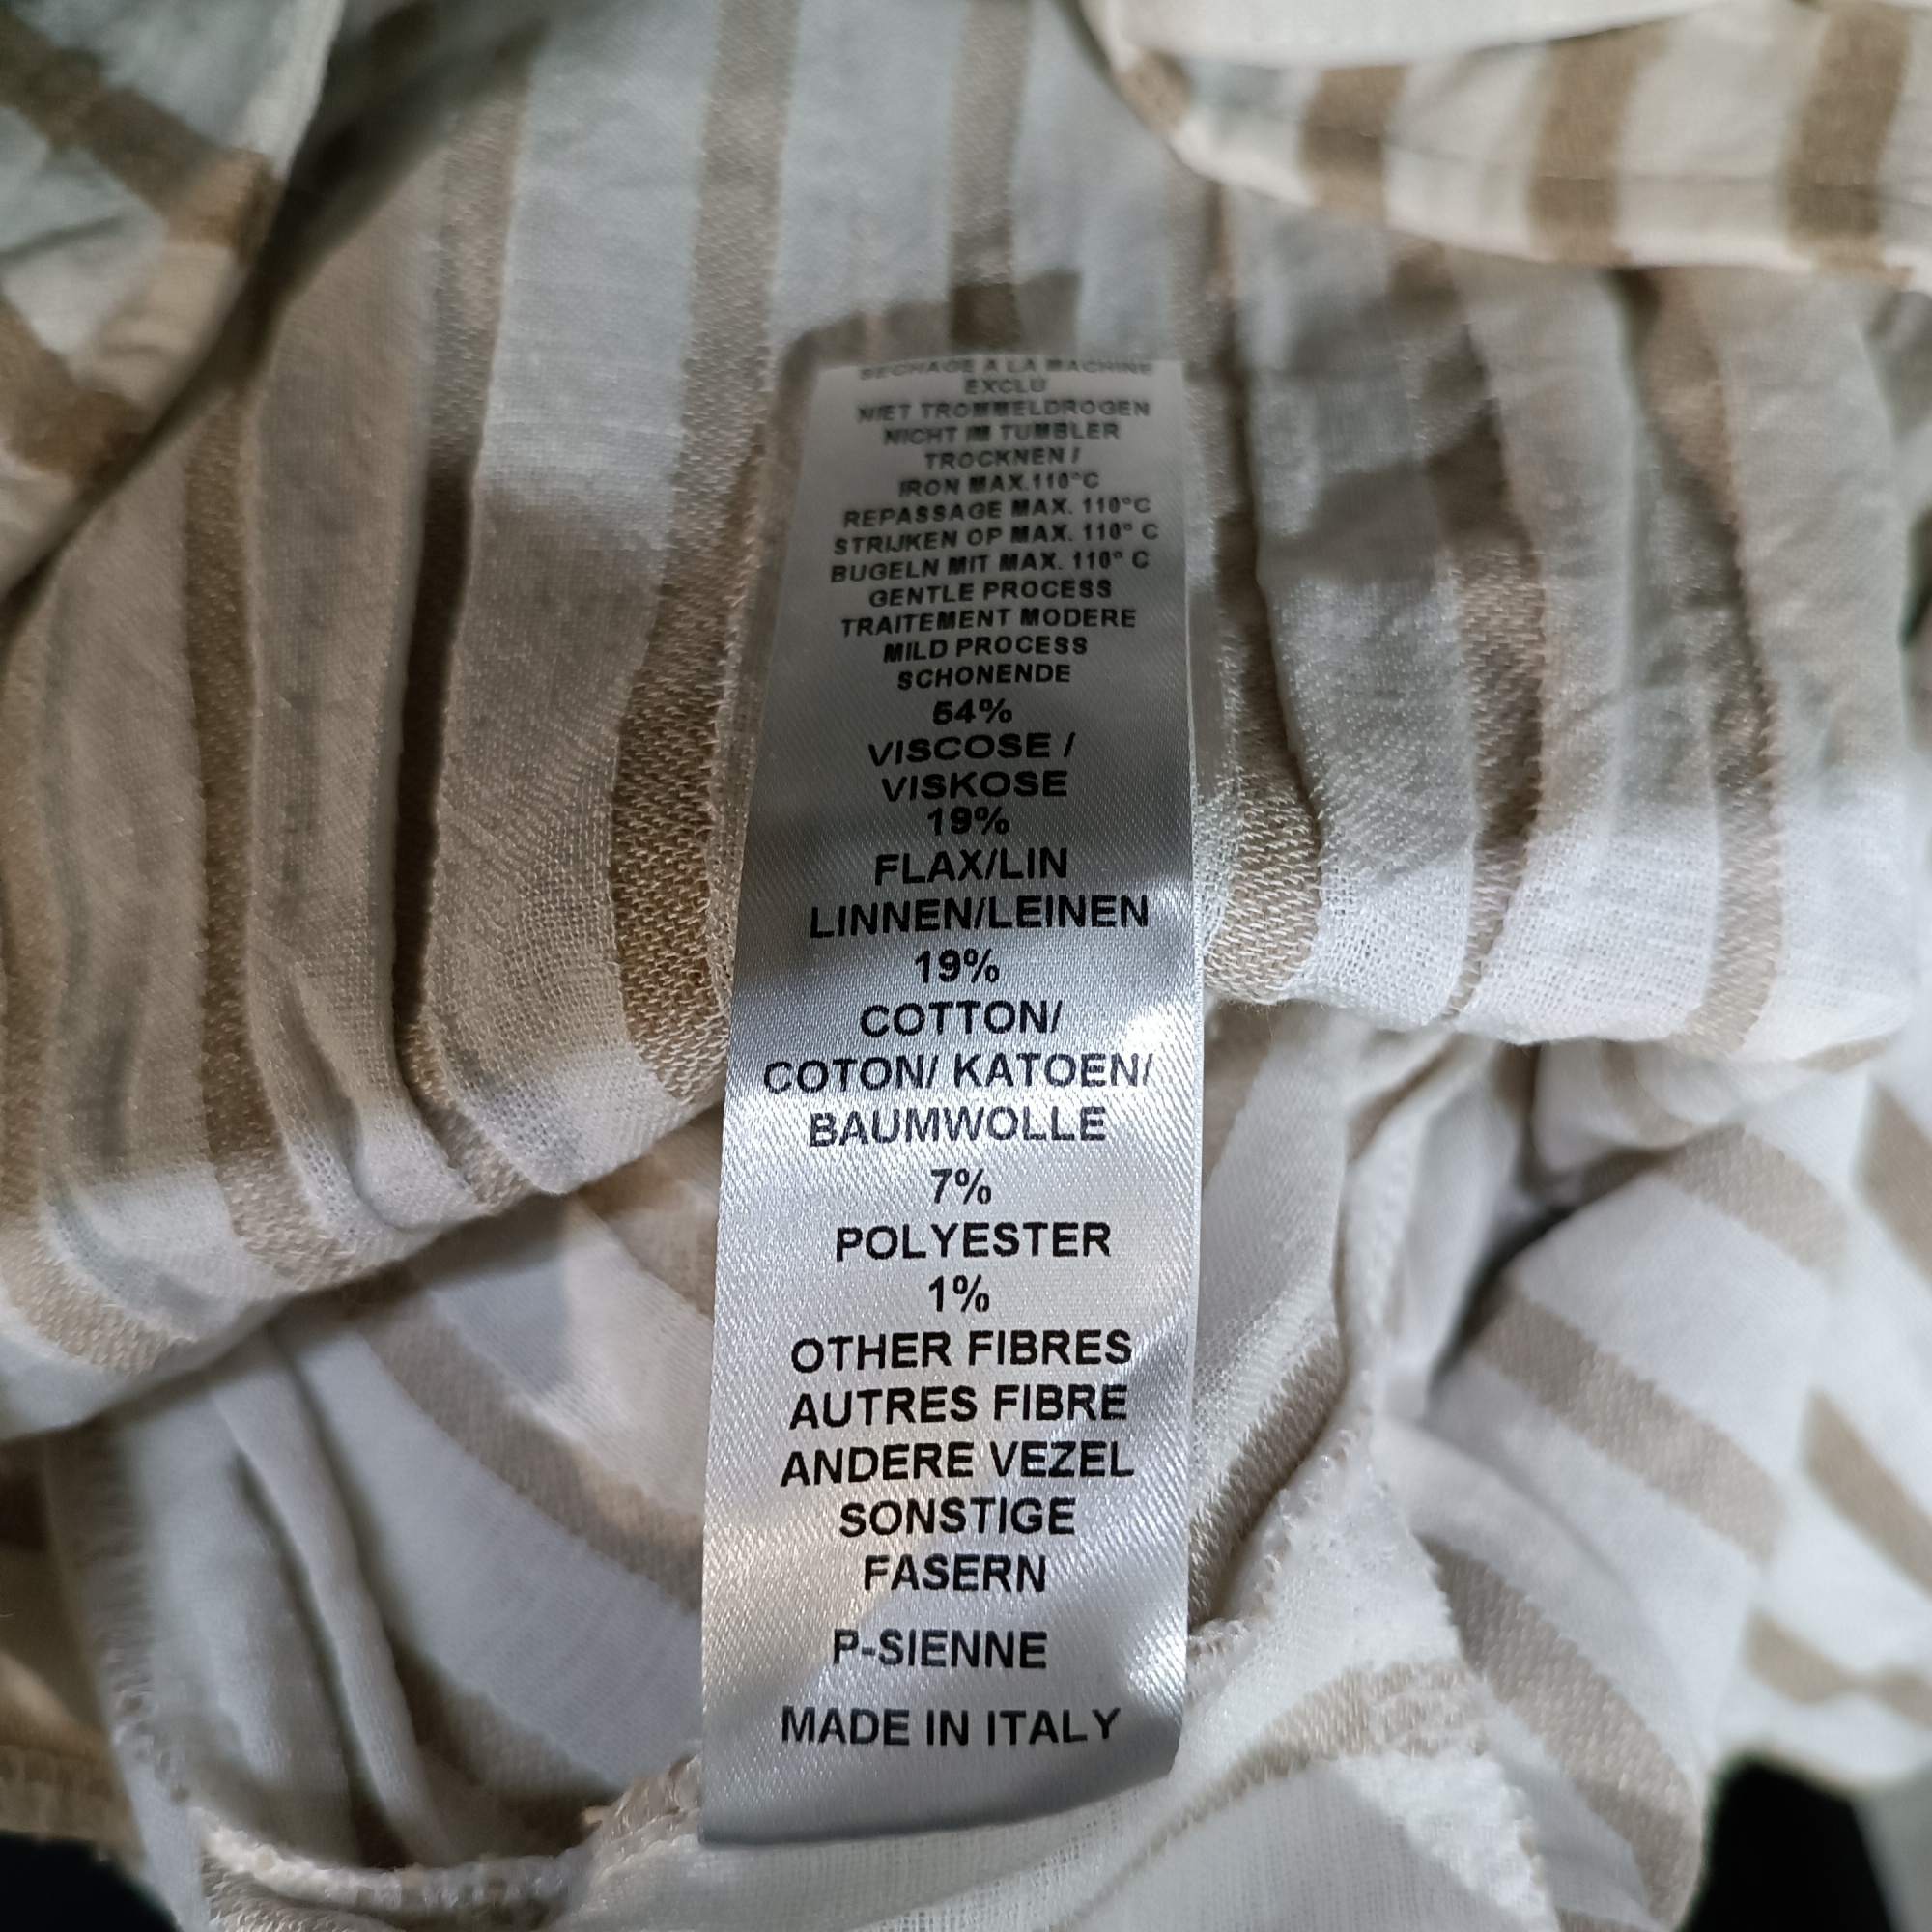 SECHAGE A LA MACHINE
EXCLU
NIET TROMMELDROGEN
NICHT IM TUMBLER
TROCKNEN /
IRON MAX.110°C
REPASSAGE MAX. 110°C
STRIJKEN OP MAX. 110° C
BUGELN MIT MAX. 110° C
GENTLE PROCESS
TRAITEMENT MODERE
MILD PROCESS
SCHONENDE
54%
VISCOSE /
VISKOSE
19%
FLAX/LIN
LINNEN/LEINEN
19%
COTTON/
COTON/ KATOEN/
BAUMWOLLE
7%
POLYESTER
1%
OTHER FIBRES
AUTRES FIBRE
ANDERE VEZEL
SONSTIGE
FASERN
P-SIENNE
MADE IN ITALY